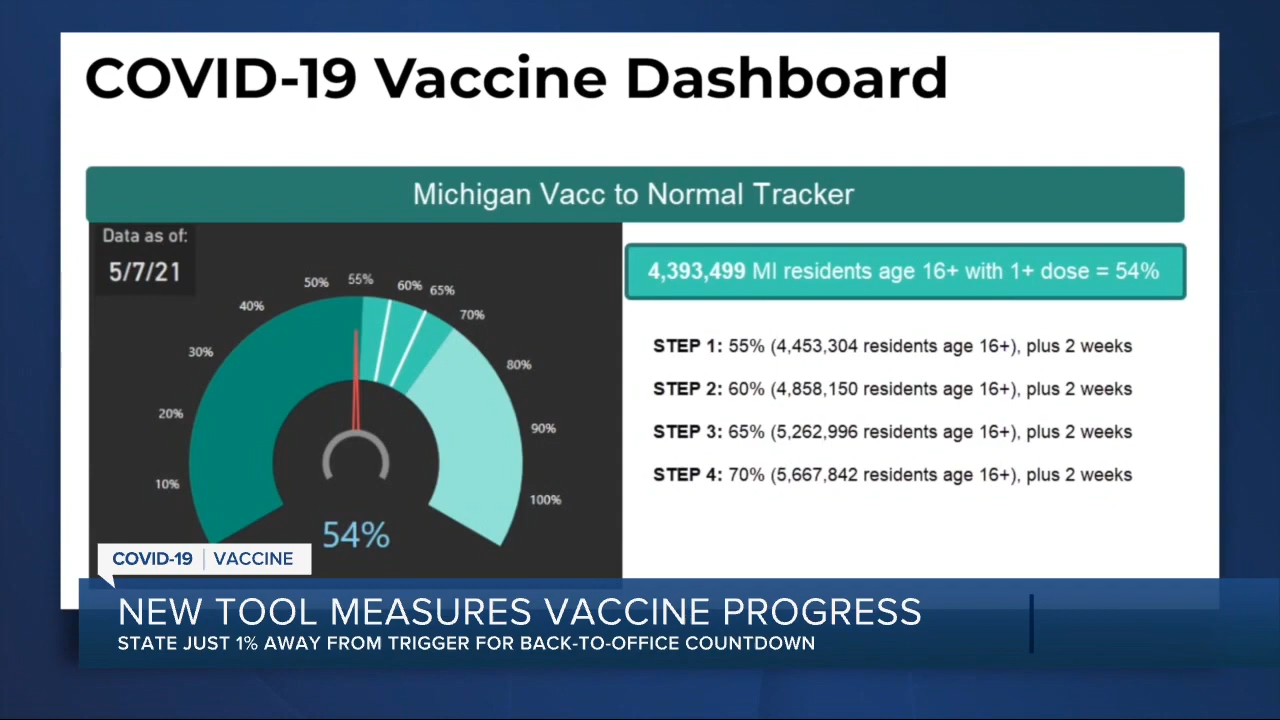 COVID-19 Vaccine Dashboard
Michigan Vacc to Normal Tracker
Data as of:
5/7/21
10%
20%
30%
40%
50%
55%
60%
65%
70%
80%
90%
100%
54%
4,393,499 MI residents age 16+ with 1+ dose = 54%
STEP 1: 55% (4,453,304 residents age 16+), plus 2 weeks
STEP 2: 60% (4,858,150 residents age 16+), plus 2 weeks
STEP 3: 65% (5,262,996 residents age 16+), plus 2 weeks
STEP 4: 70% (5,667,842 residents age 16+), plus 2 weeks
COVID-19 | VACCINE
NEW TOOL MEASURES VACCINE PROGRESS
STATE JUST 1% AWAY FROM TRIGGER FOR BACK-TO-OFFICE COUNTDOWN